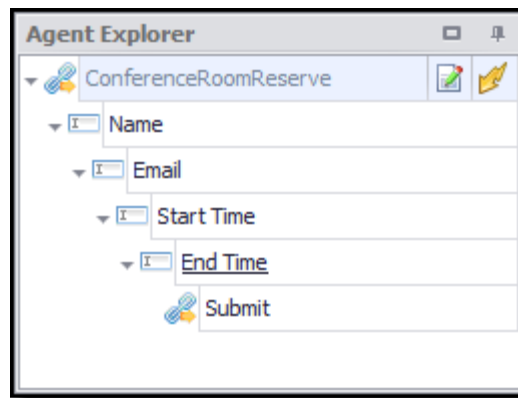 Agent Explorer
ConferenceRoomReserve
Name
Email
Start Time
End Time
Submit